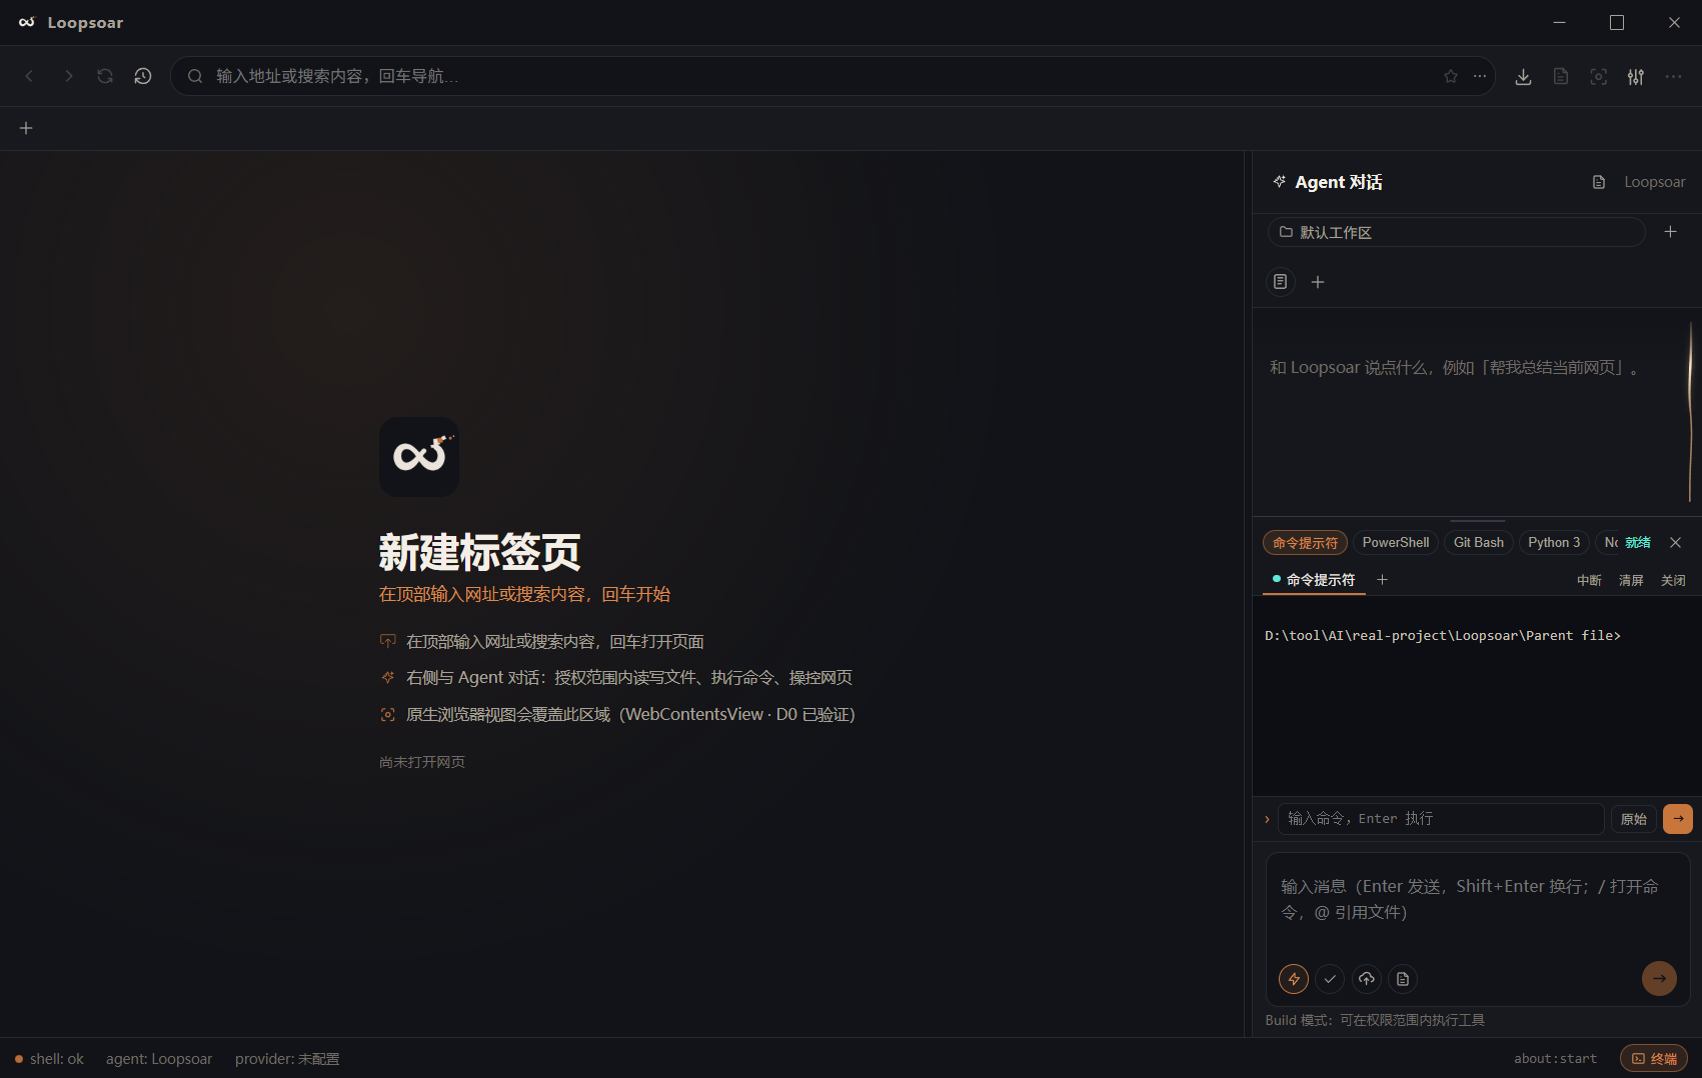 Loopsoar
输入地址或搜索内容，回车导航...
Agent 对话
Loopsoar
默认工作区
和 Loopsoar 说点什么，例如「帮我总结当前网页」。
新建标签页
在顶部输入网址或搜索内容，回车开始
在顶部输入网址或搜索内容，回车打开页面
右侧与 Agent 对话：授权范围内读写文件、执行命令、操控网页
原生浏览器视图会覆盖此区域（WebContentsView · D0 已验证）
尚未打开网页
命令提示符 PowerShell Git Bash Python 3 No 就绪
命令提示符 中断 清屏 关闭
D:\tool\AI\real-project\Loopsoar\Parent file>
输入命令，Enter 执行 原始
输入消息（Enter 发送，Shift+Enter 换行；/ 打开命
令，@ 引用文件）
Build 模式：可在权限范围内执行工具
shell: ok agent: Loopsoar provider: 未配置 about:start 终端